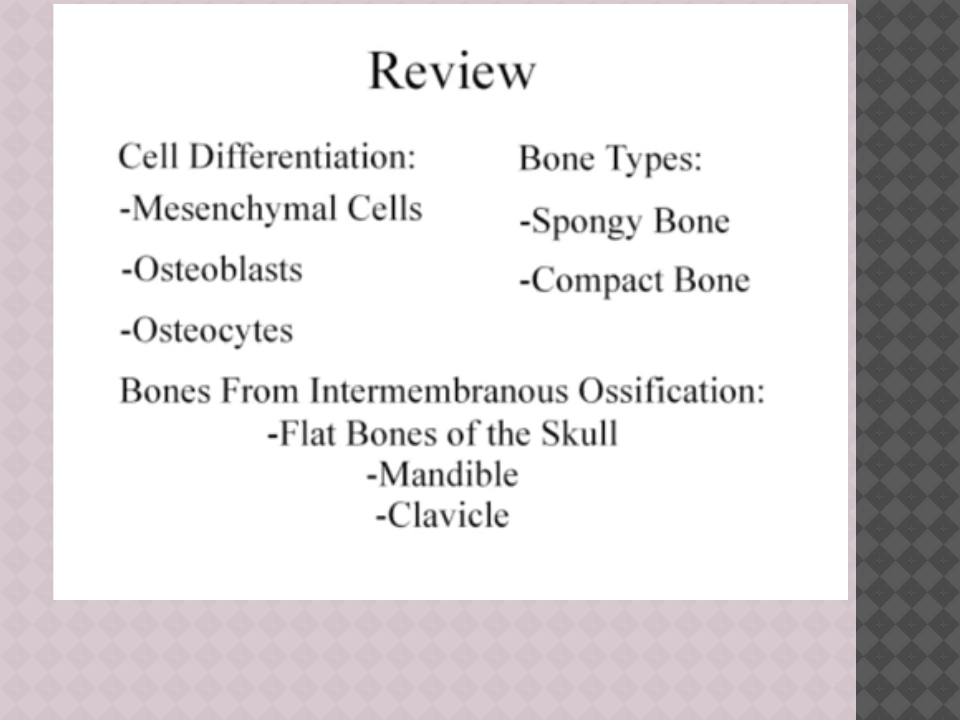 Review
Cell Differentiation:
-Mesenchymal Cells
-Osteoblasts
-Osteocytes
Bone Types:
-Spongy Bone
-Compact Bone
Bones From Intermembranous Ossification:
-Flat Bones of the Skull
-Mandible
-Clavicle